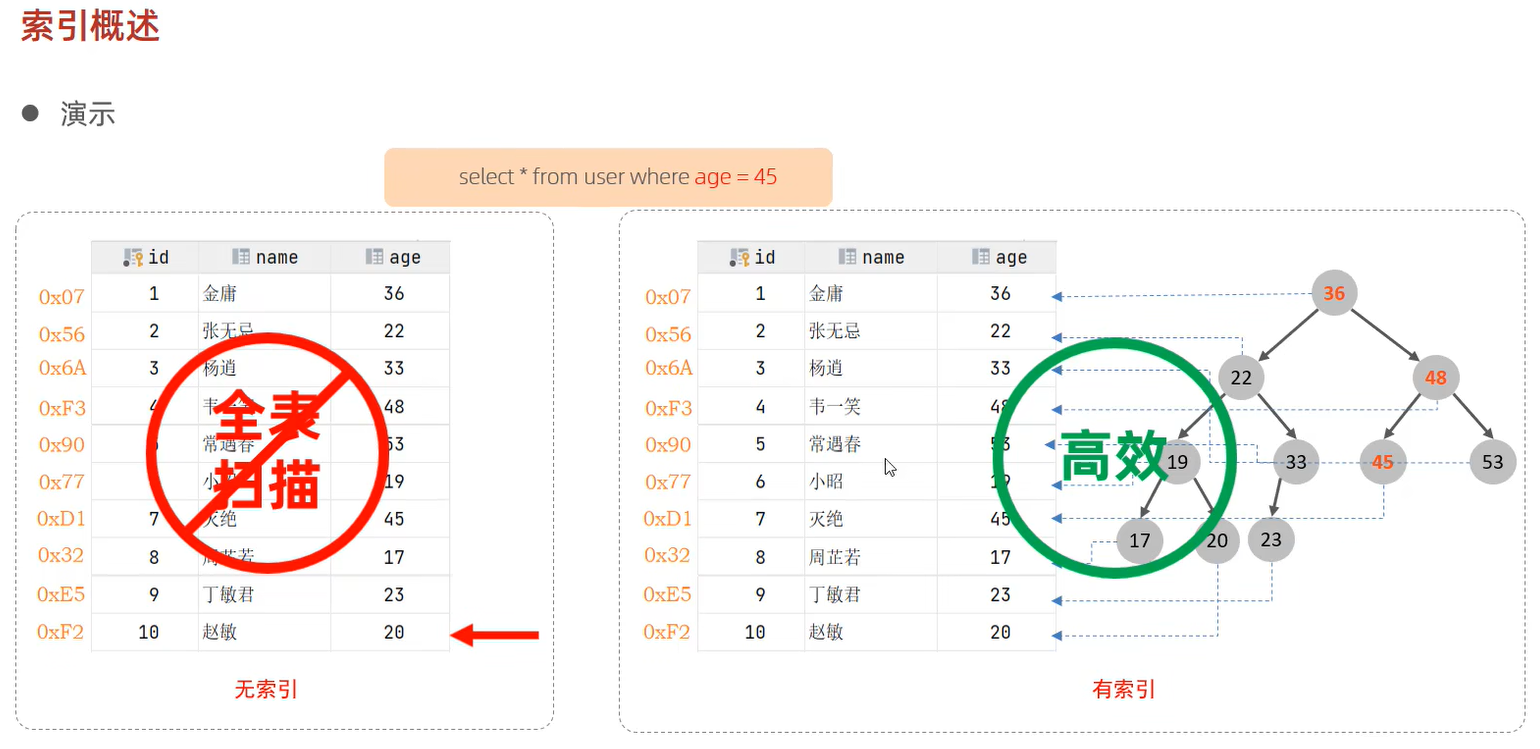 索引概述
演示
select * from user where age = 45
id name age
0x07 1 金庸 36
0x56 2 张无忌 22
0x6A 3 杨逍 33
0xF3 4 韦一笑 48
0x90 5 常遇春 53
0x77 6 小昭 19
0xD1 7 灭绝 45
0x32 8 周芷若 17
0xE5 9 丁敏君 23
0xF2 10 赵敏 20
全表
扫描
无索引
id name age
0x07 1 金庸 36
0x56 2 张无忌 22
0x6A 3 杨逍 33
0xF3 4 韦一笑 48
0x90 5 常遇春 53
0x77 6 小昭 19
0xD1 7 灭绝 45
0x32 8 周芷若 17
0xE5 9 丁敏君 23
0xF2 10 赵敏 20
高效
36
22 48
19 33 45 53
17 20 23
有索引